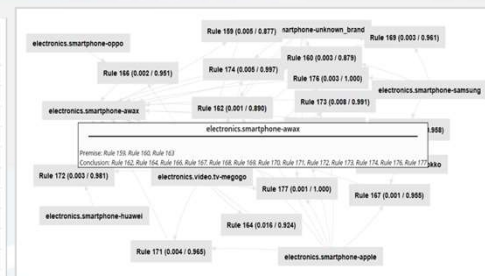 Rule 159 (0.005 / 0.877)
smartphone-unknown_brand
Rule 169 (0.003 / 0.961)
electronics.smartphone-oppo
Rule 160 (0.003 / 0.879)
Rule 166 (0.002 / 0.951)
Rule 174 (0.005 / 0.997)
Rule 176 (0.003 / 1.000)
electronics.smartphone-samsung
electronics.smartphone-awax
Rule 162 (0.001 / 0.890)
Rule 173 (0.008 / 0.991)
electronics.smartphone-awax
Premise: Rule 159, Rule 160, Rule 163
Conclusion: Rule 162, Rule 164, Rule 166, Rule 167, Rule 168, Rule 169, Rule 170, Rule 171, Rule 172, Rule 173, Rule 174, Rule 176, Rule 177
.958)
okko
Rule 172 (0.003 / 0.981)
electronics.video.tv-megogo
Rule 177 (0.001 / 1.000)
Rule 167 (0.001 / 0.955)
electronics.smartphone-huawei
Rule 164 (0.016 / 0.924)
Rule 171 (0.004 / 0.965)
electronics.smartphone-apple